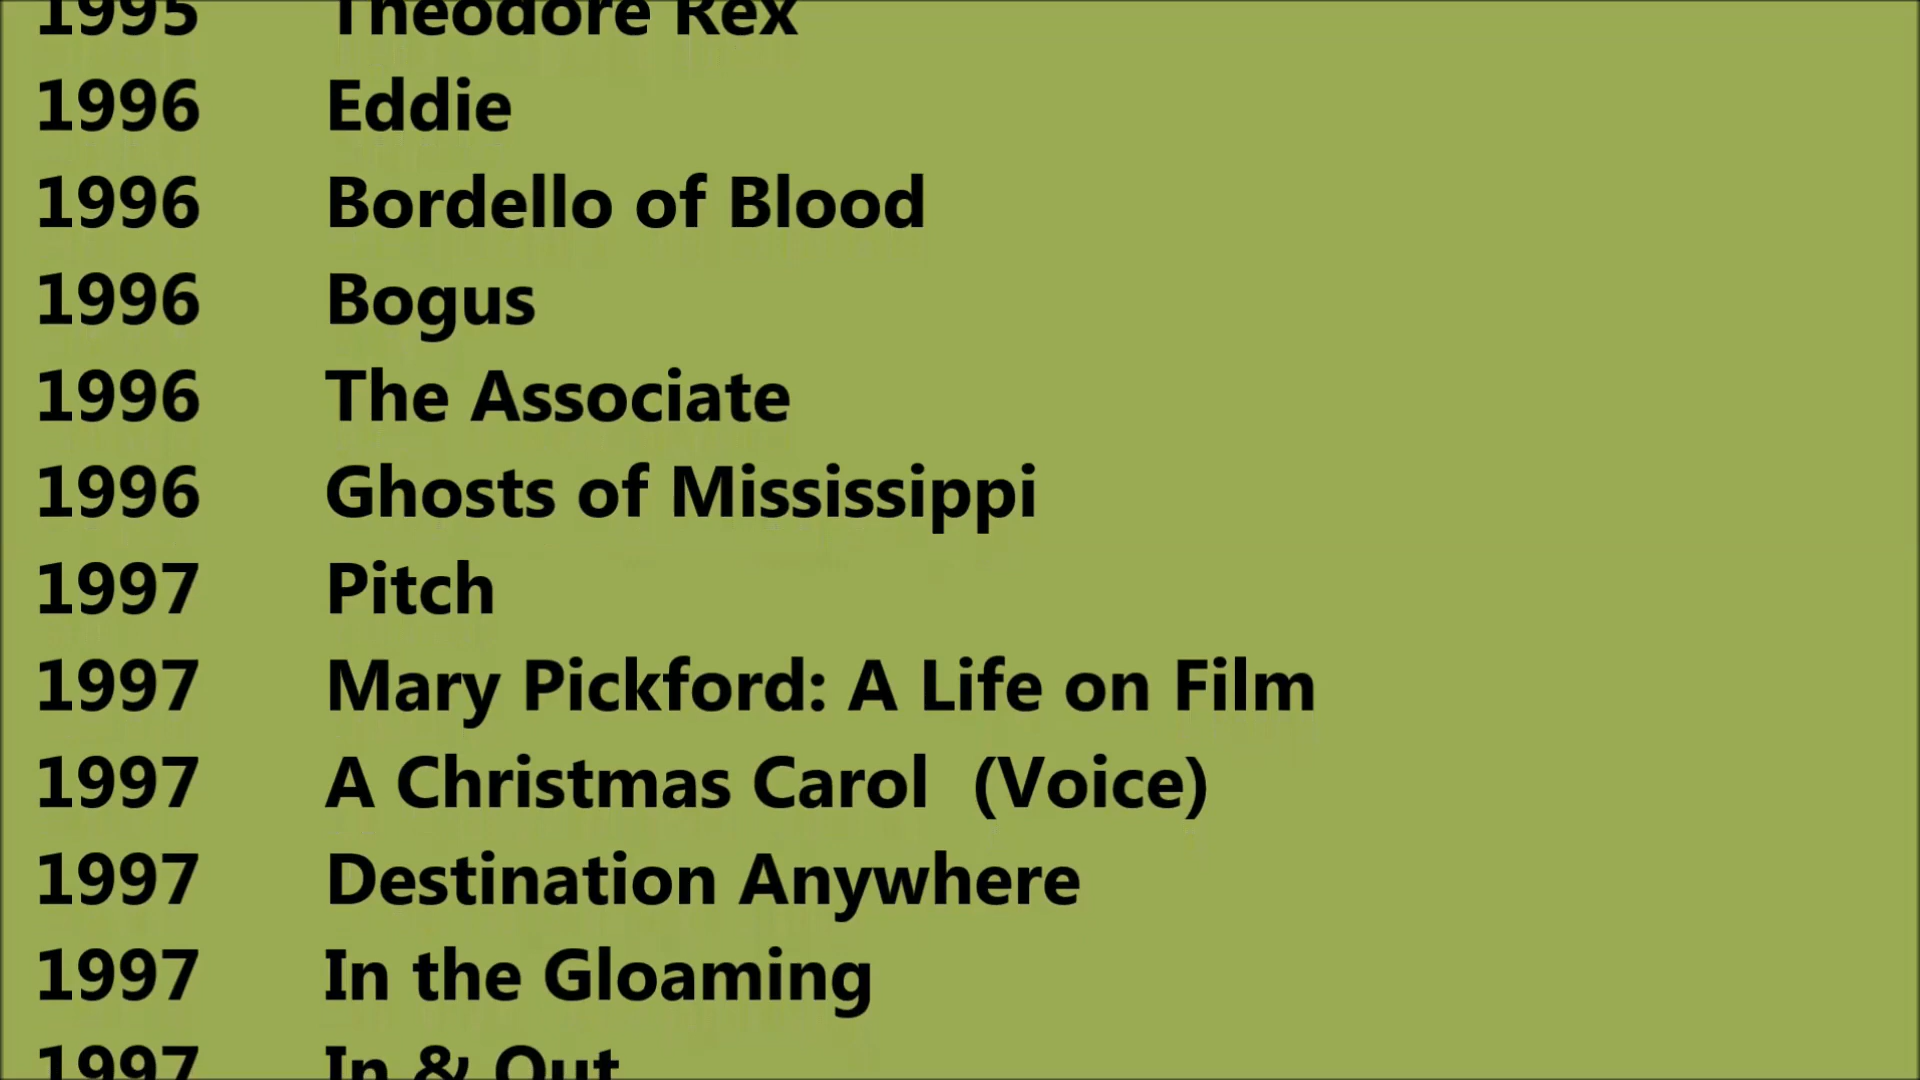 1995 Theodore Rex
1996 Eddie
1996 Bordello of Blood
1996 Bogus
1996 The Associate
1996 Ghosts of Mississippi
1997 Pitch
1997 Mary Pickford: A Life on Film
1997 A Christmas Carol (Voice)
1997 Destination Anywhere
1997 In the Gloaming
1997 In & Out